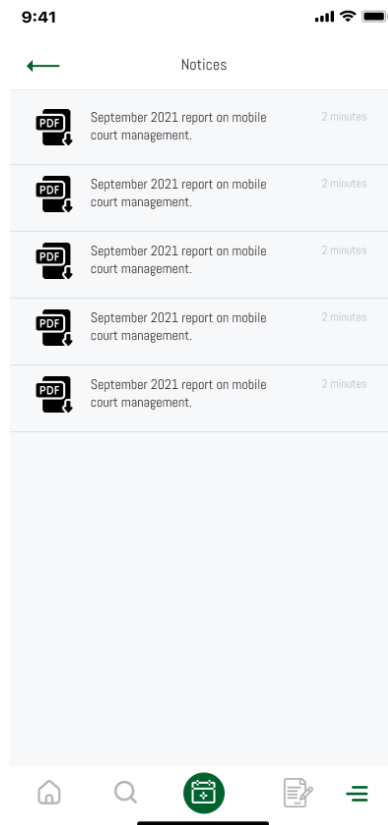 9:41
Notices
PDF
September 2021 report on mobile
court management.
2 minutes
PDF
September 2021 report on mobile
court management.
2 minutes
PDF
September 2021 report on mobile
court management.
2 minutes
PDF
September 2021 report on mobile
court management.
2 minutes
PDF
September 2021 report on mobile
court management.
2 minutes